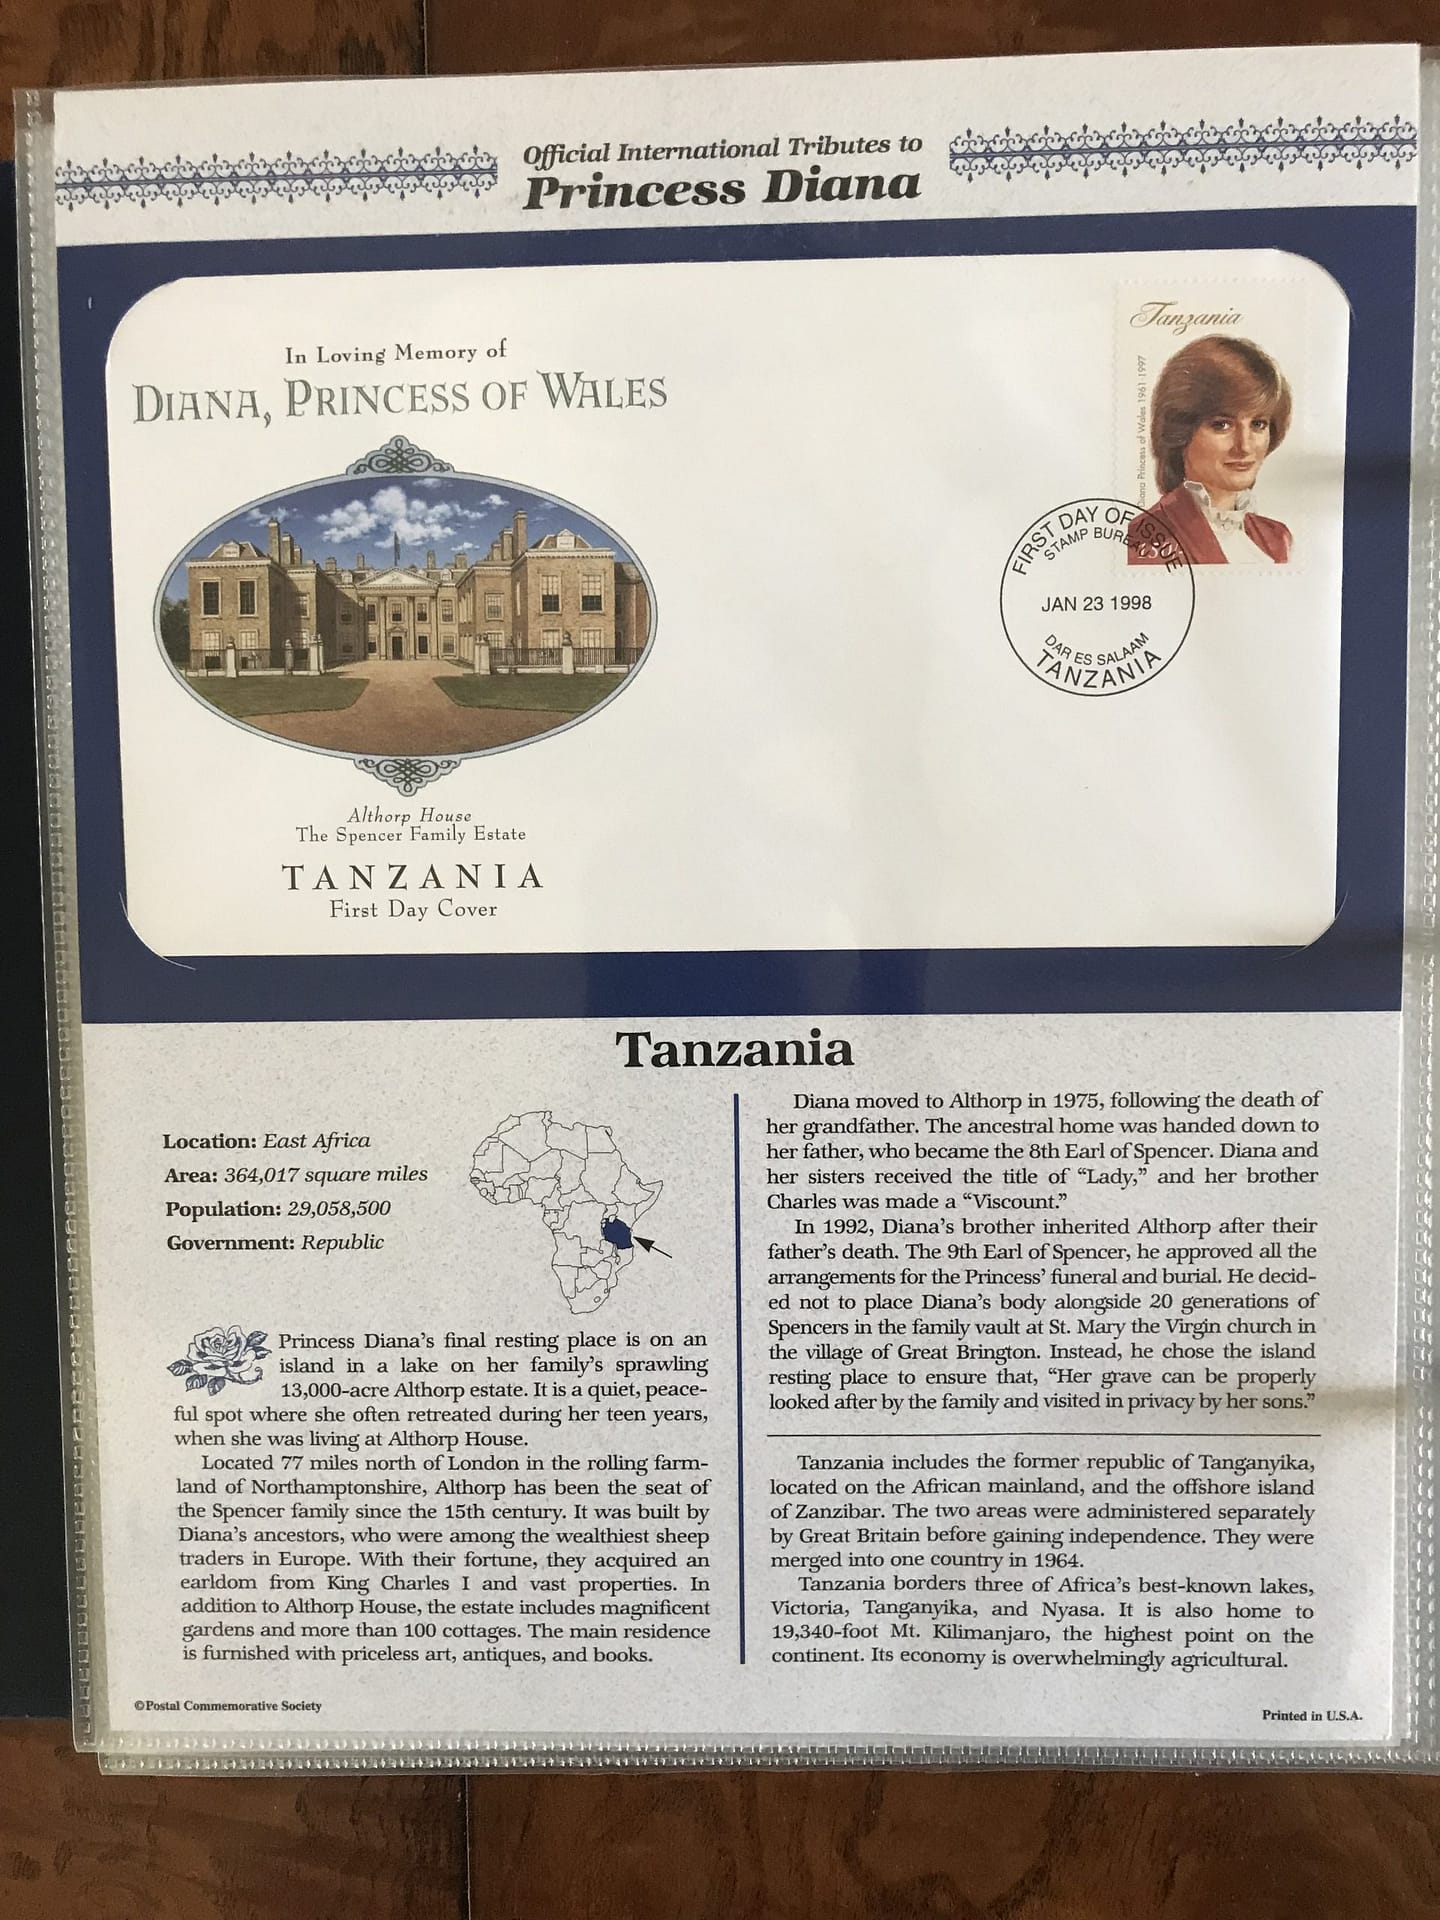 Official International Tributes to
Princess Diana
In Loving Memory of
DIANA, PRINCESS OF WALES
Althorp House
The Spencer Family Estate
TANZANIA
First Day Cover
Tanzania
Diana Princess of Wales 1961-1997
FIRST DAY OF ISSUE
STAMP BUREAU
JAN 23 1998
DAR ES SALAAM
TANZANIA
Tanzania
Location: East Africa
Area: 364,017 square miles
Population: 29,058,500
Government: Republic
Princess Diana's final resting place is on an
island in a lake on her family's sprawling
13,000-acre Althorp estate. It is a quiet, peace-
ful spot where she often retreated during her teen years,
when she was living at Althorp House.
Located 77 miles north of London in the rolling farm-
land of Northamptonshire, Althorp has been the seat of
the Spencer family since the 15th century. It was built by
Diana's ancestors, who were among the wealthiest sheep
traders in Europe. With their fortune, they acquired an
earldom from King Charles I and vast properties. In
addition to Althorp House, the estate includes magnificent
gardens and more than 100 cottages. The main residence
is furnished with priceless art, antiques, and books.
Diana moved to Althorp in 1975, following the death of
her grandfather. The ancestral home was handed down to
her father, who became the 8th Earl of Spencer. Diana and
her sisters received the title of “Lady,” and her brother
Charles was made a “Viscount.”
In 1992, Diana's brother inherited Althorp after their
father's death. The 9th Earl of Spencer, he approved all the
arrangements for the Princess' funeral and burial. He decid-
ed not to place Diana's body alongside 20 generations of
Spencers in the family vault at St. Mary the Virgin church in
the village of Great Brington. Instead, he chose the island
resting place to ensure that, “Her grave can be properly
looked after by the family and visited in privacy by her sons.”
Tanzania includes the former republic of Tanganyika,
located on the African mainland, and the offshore island
of Zanzibar. The two areas were administered separately
by Great Britain before gaining independence. They were
merged into one country in 1964.
Tanzania borders three of Africa's best-known lakes,
Victoria, Tanganyika, and Nyasa. It is also home to
19,340-foot Mt. Kilimanjaro, the highest point on the
continent. Its economy is overwhelmingly agricultural.
©Postal Commemorative Society
Printed in U.S.A.